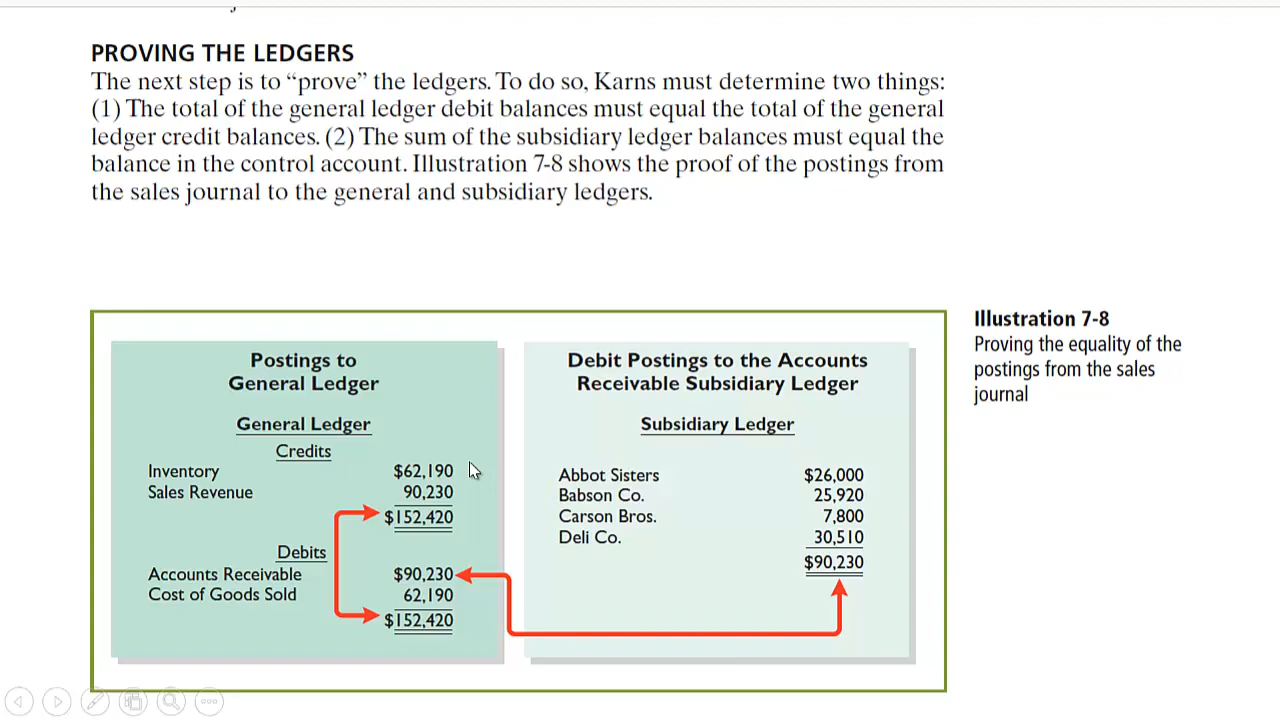 PROVING THE LEDGERS
The next step is to “prove” the ledgers. To do so, Karns must determine two things:
(1) The total of the general ledger debit balances must equal the total of the general
ledger credit balances. (2) The sum of the subsidiary ledger balances must equal the
balance in the control account. Illustration 7-8 shows the proof of the postings from
the sales journal to the general and subsidiary ledgers.
Postings to
General Ledger
General Ledger
Credits
Inventory $62,190
Sales Revenue 90,230
$152,420
Debits
Accounts Receivable $90,230
Cost of Goods Sold 62,190
$152,420
Debit Postings to the Accounts
Receivable Subsidiary Ledger
Subsidiary Ledger
Abbot Sisters $26,000
Babson Co. 25,920
Carson Bros. 7,800
Deli Co. 30,510
$90,230
Illustration 7-8
Proving the equality of the
postings from the sales
journal